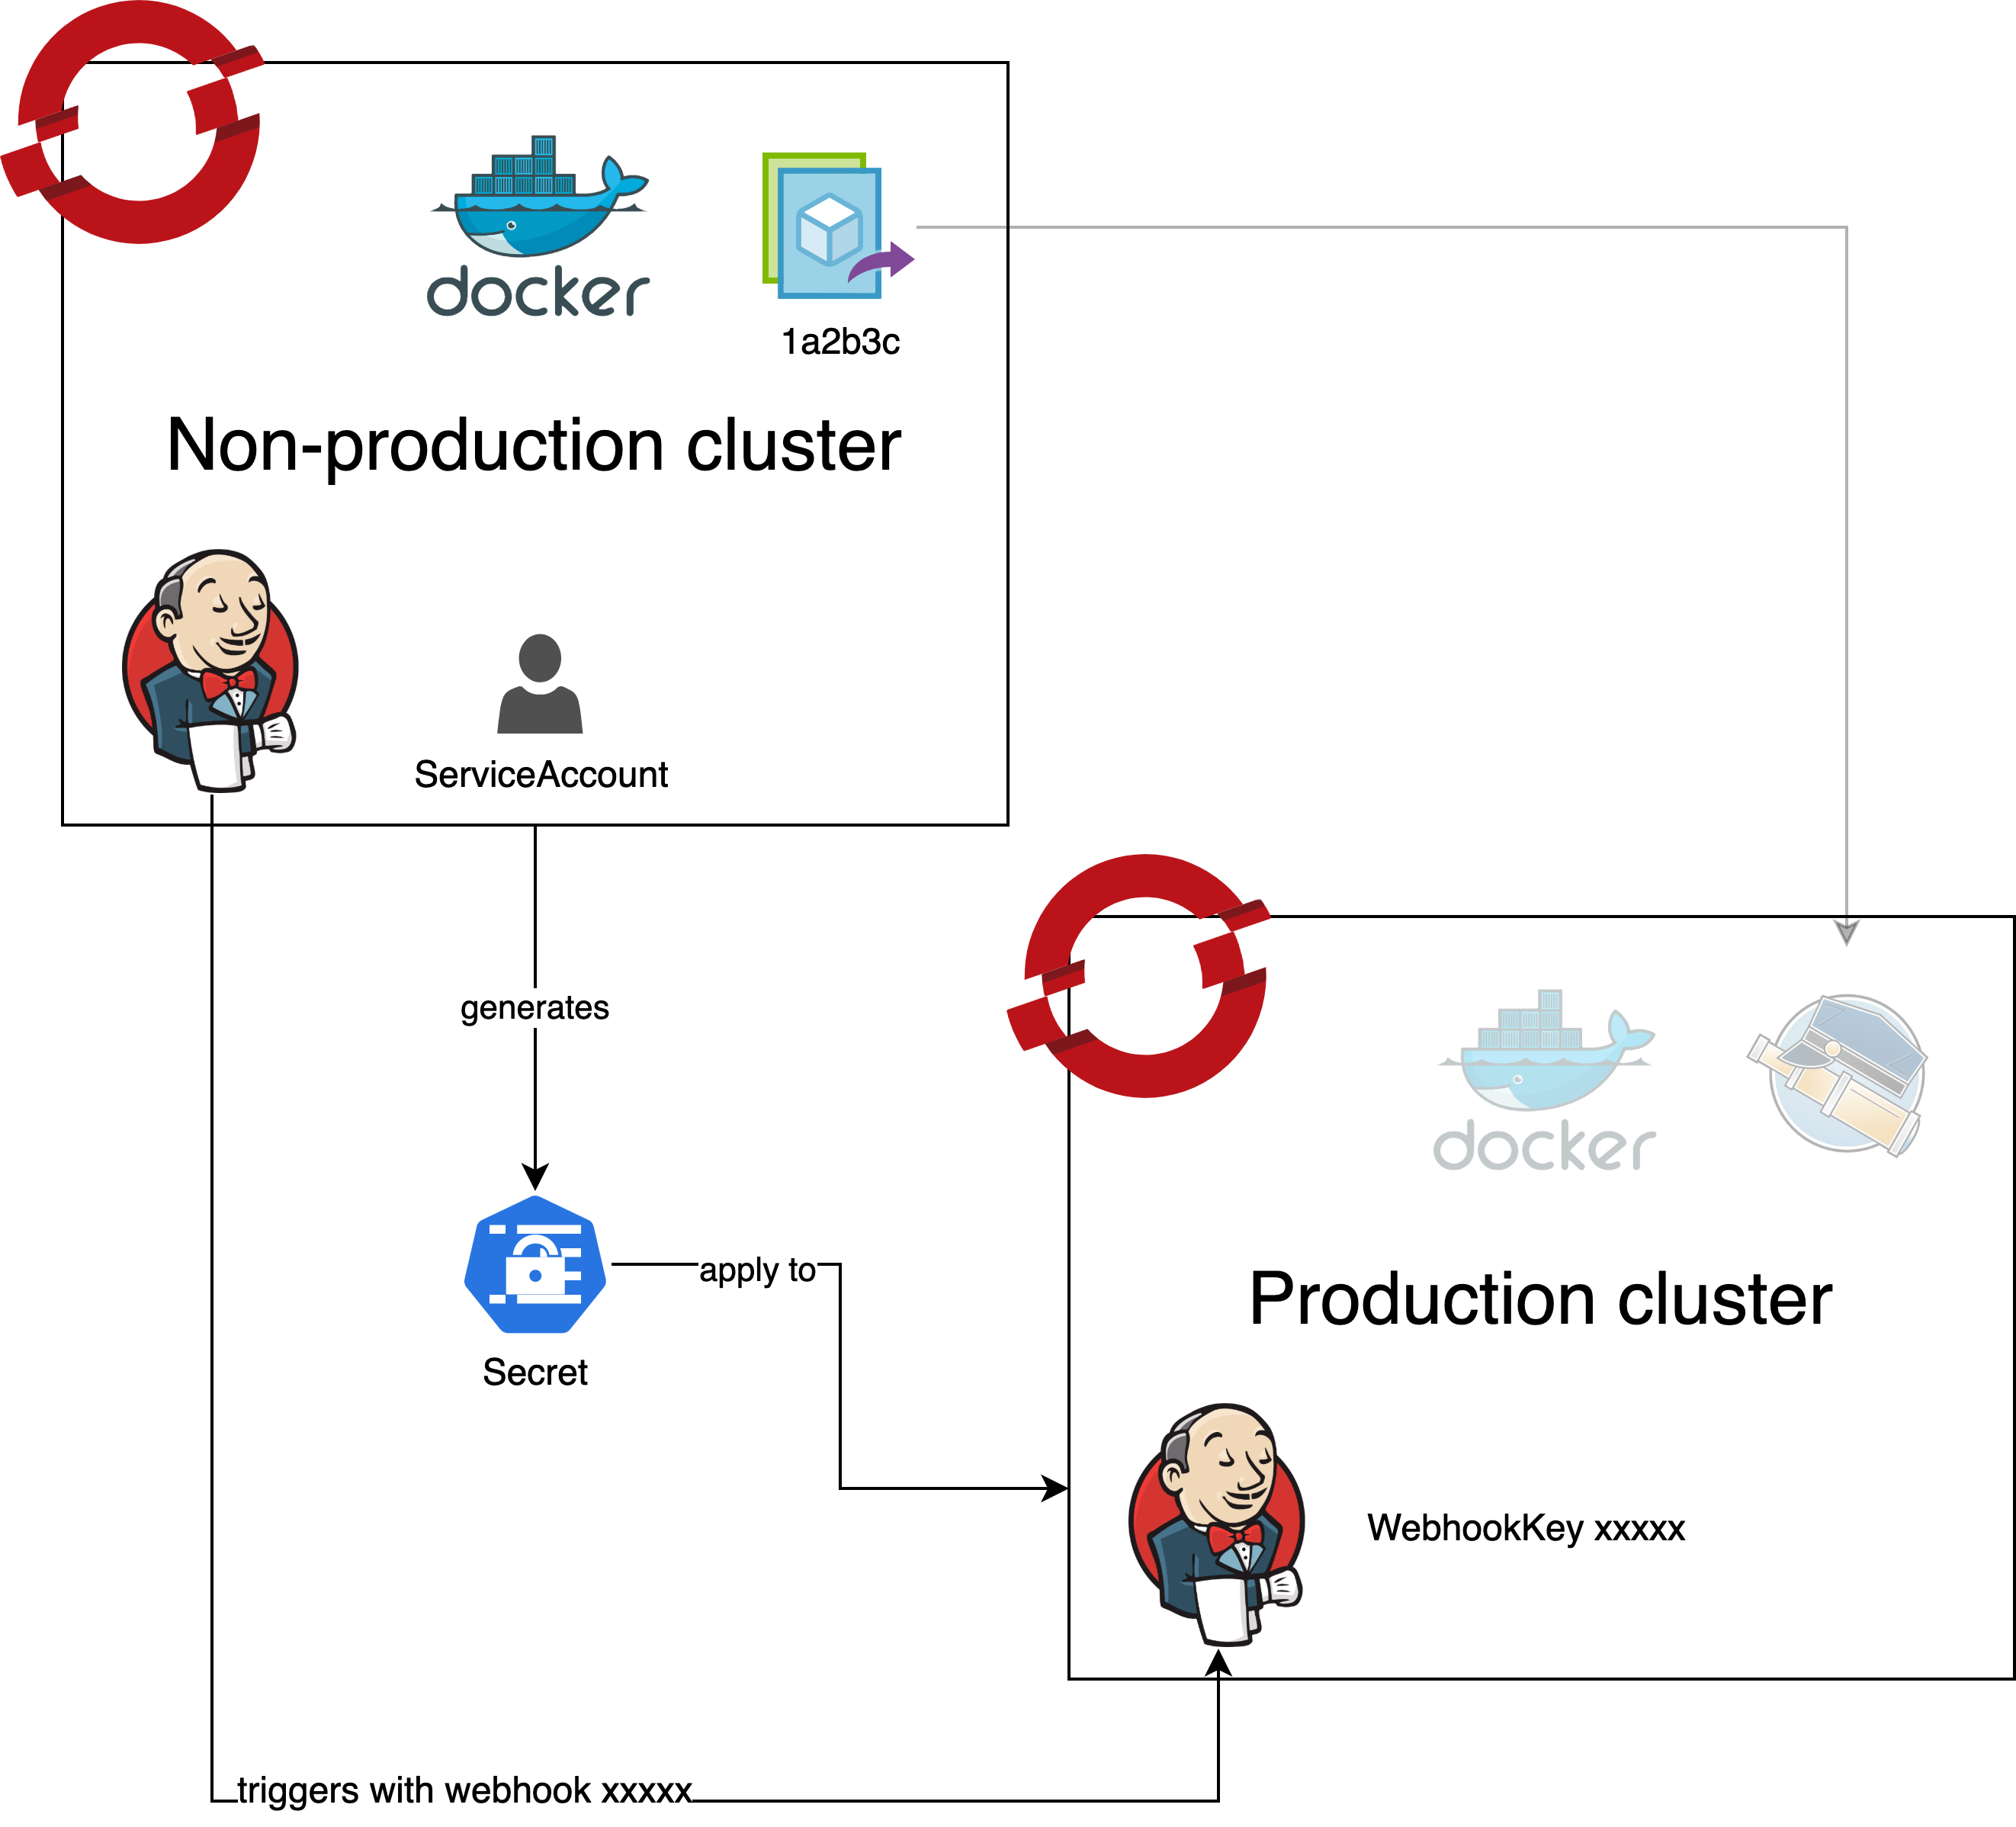 docker
1a2b3c
Non-production cluster
ServiceAccount
generates
docker
apply to
Production cluster
Secret
WebhookKey xxxxx
triggers with webhook xxxxx